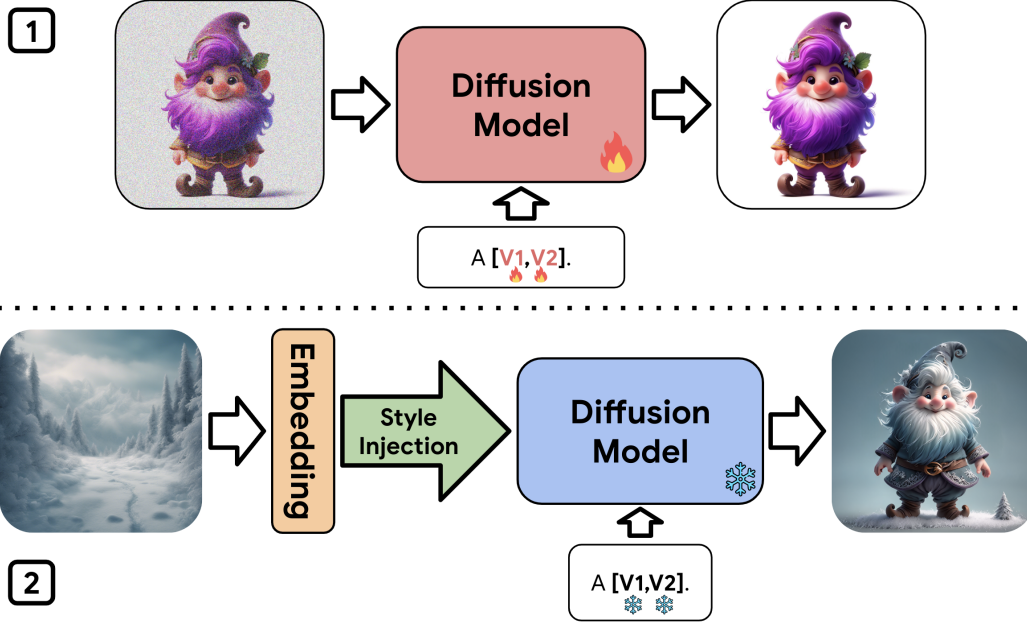 1
Diffusion
Model
A [V1,V2].
Embedding
Style
Injection
Diffusion
Model
A [V1,V2].
2